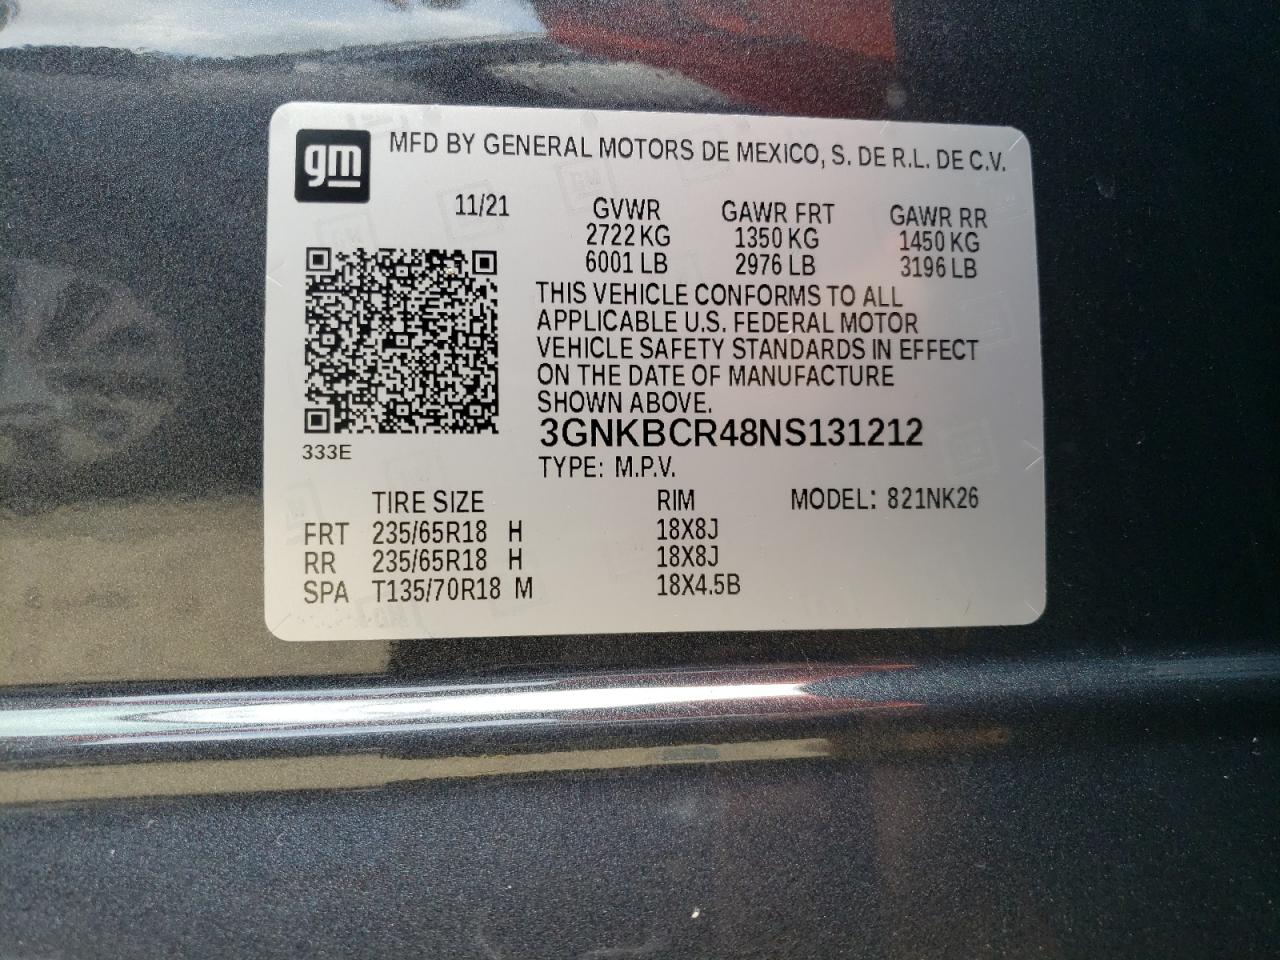 gm
MFD BY GENERAL MOTORS DE MEXICO, S. DE R.L. DE C.V.
11/21 GVWR GAWR FRT GAWR RR
2722 KG 1350 KG 1450 KG
6001 LB 2976 LB 3196 LB
THIS VEHICLE CONFORMS TO ALL
APPLICABLE U.S. FEDERAL MOTOR
VEHICLE SAFETY STANDARDS IN EFFECT
ON THE DATE OF MANUFACTURE
SHOWN ABOVE.
3GNKBCR48NS131212
333E
TYPE: M.P.V.
TIRE SIZE RIM MODEL: 821NK26
FRT 235/65R18 H 18X8J
RR 235/65R18 H 18X8J
SPA T135/70R18 M 18X4.5B